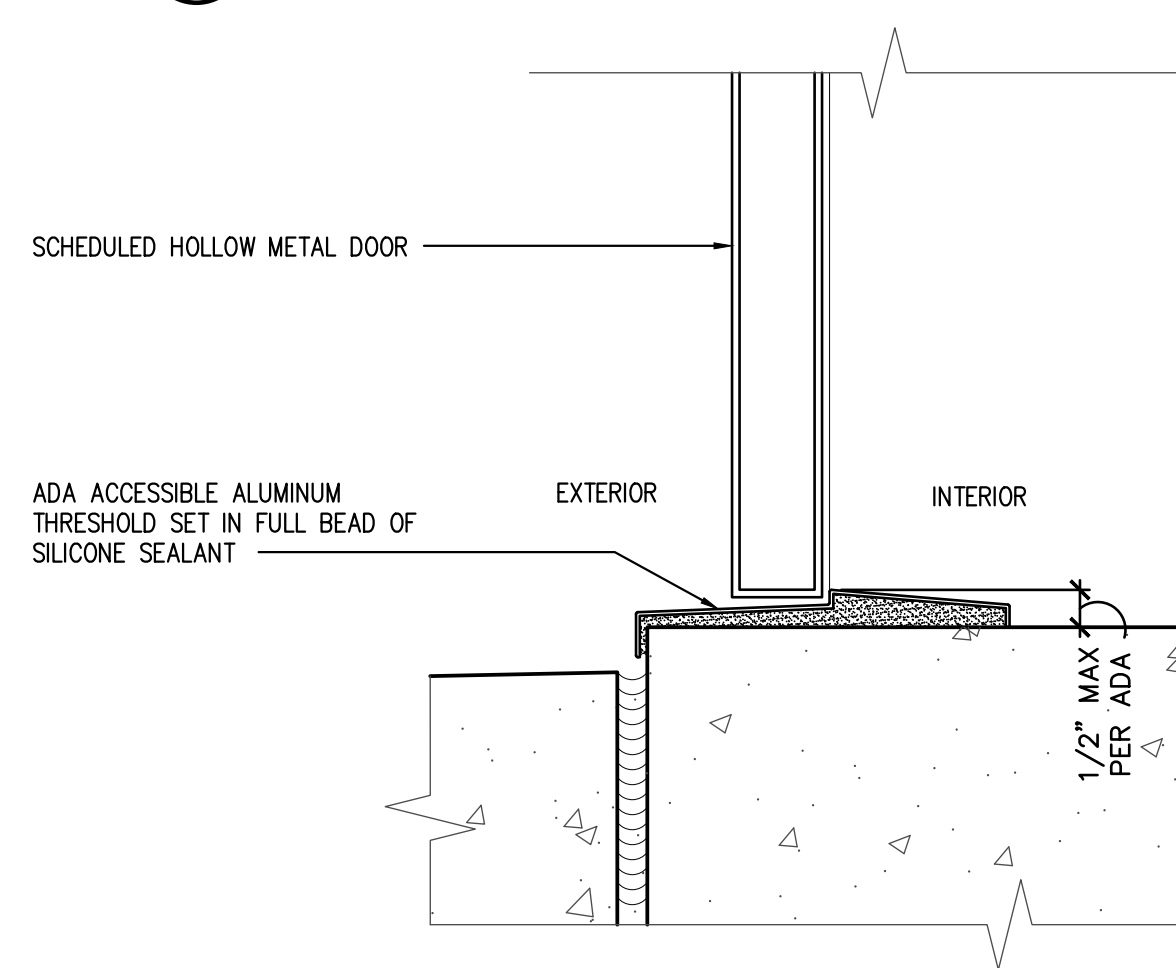 SCHEDULED HOLLOW METAL DOOR
ADA ACCESSIBLE ALUMINUM
THRESHOLD SET IN FULL BEAD OF
SILICONE SEALANT
EXTERIOR
INTERIOR
1/2" MAX
PER ADA